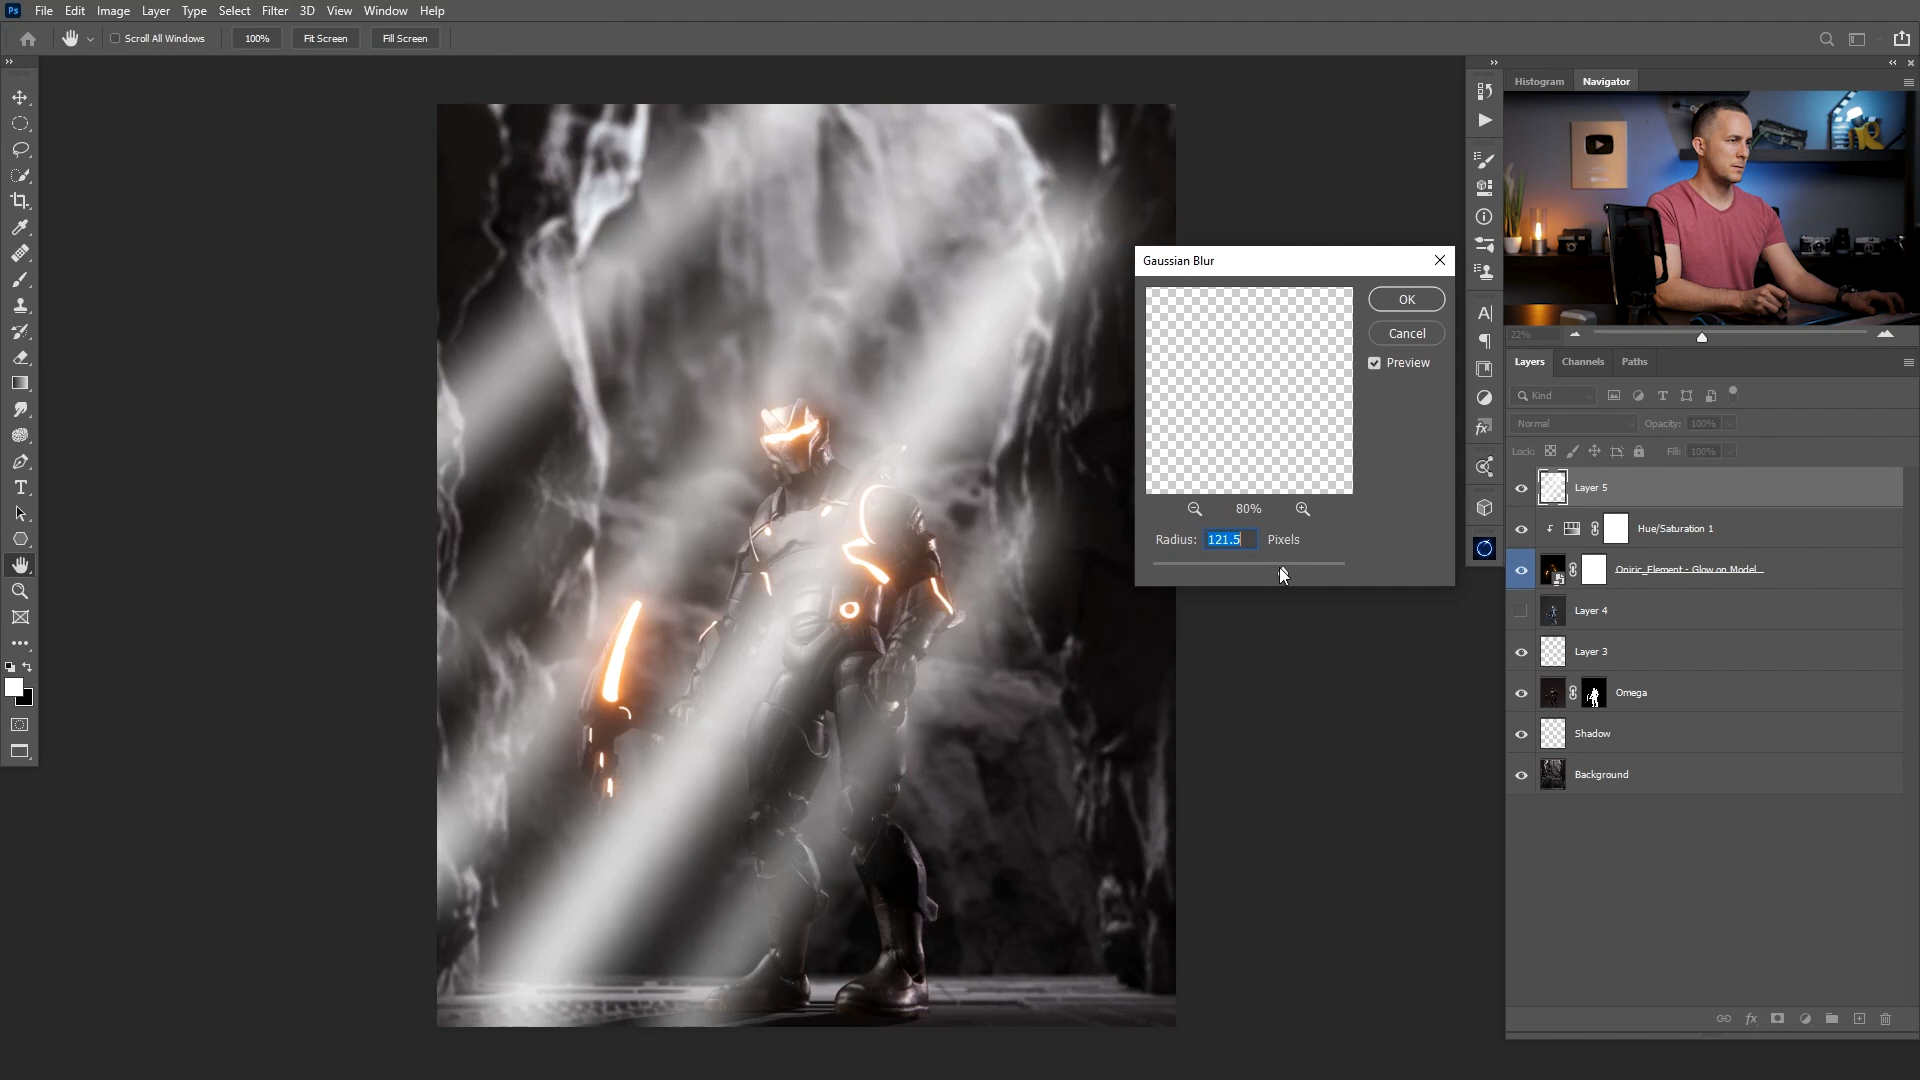 Ps File Edit Image Layer Type Select Filter 3D View Window Help
Scroll All Windows 100% Fit Screen Fill Screen
Histogram Navigator
22%
Gaussian Blur
OK
Cancel
Preview
80%
Radius: 121.5 Pixels
Layers Channels Paths
Kind
Normal Opacity: 100%
Lock: Fill: 100%
Layer 5
Hue/Saturation 1
Oniric_Element - Glow on Model...
Layer 4
Layer 3
Omega
Shadow
Background